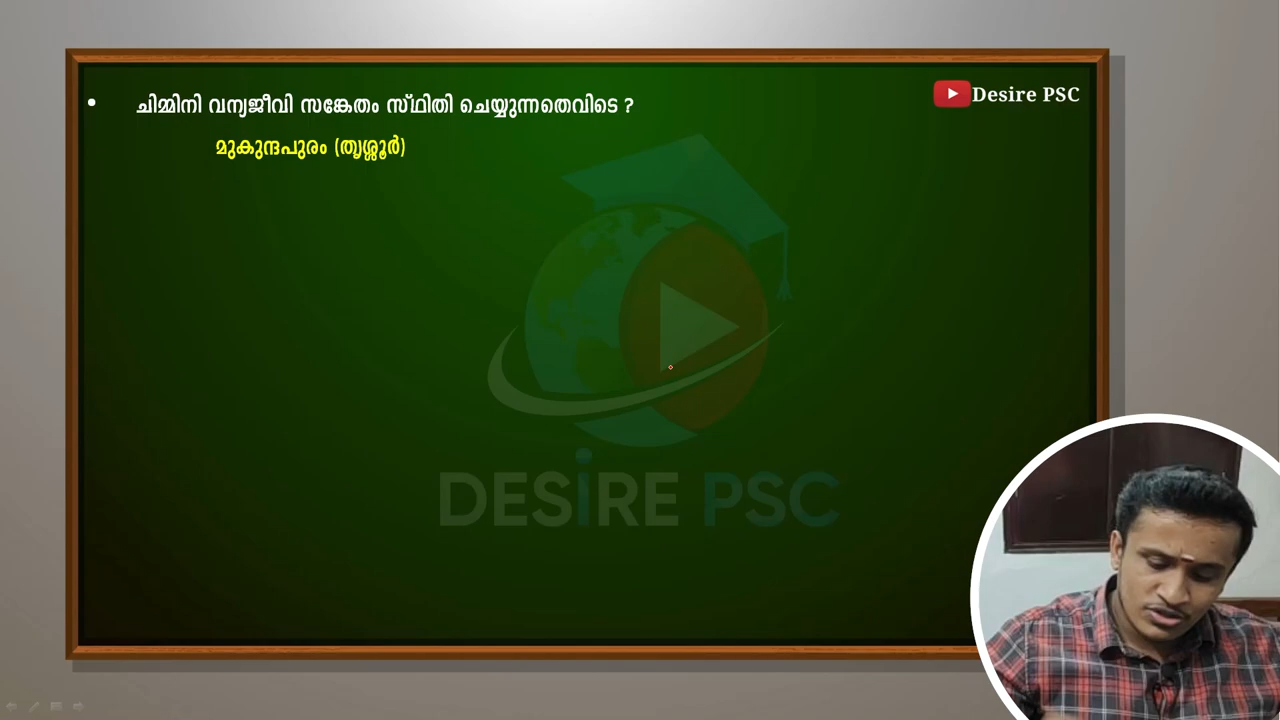 Desire PSC
• ചിമ്മിനി വന്യജീവി സങ്കേതം സ്ഥിതി ചെയ്യുന്നതെവിടെ ?
മുകുന്ദപുരം (തൃശ്ശൂർ)
DESiRE PSC